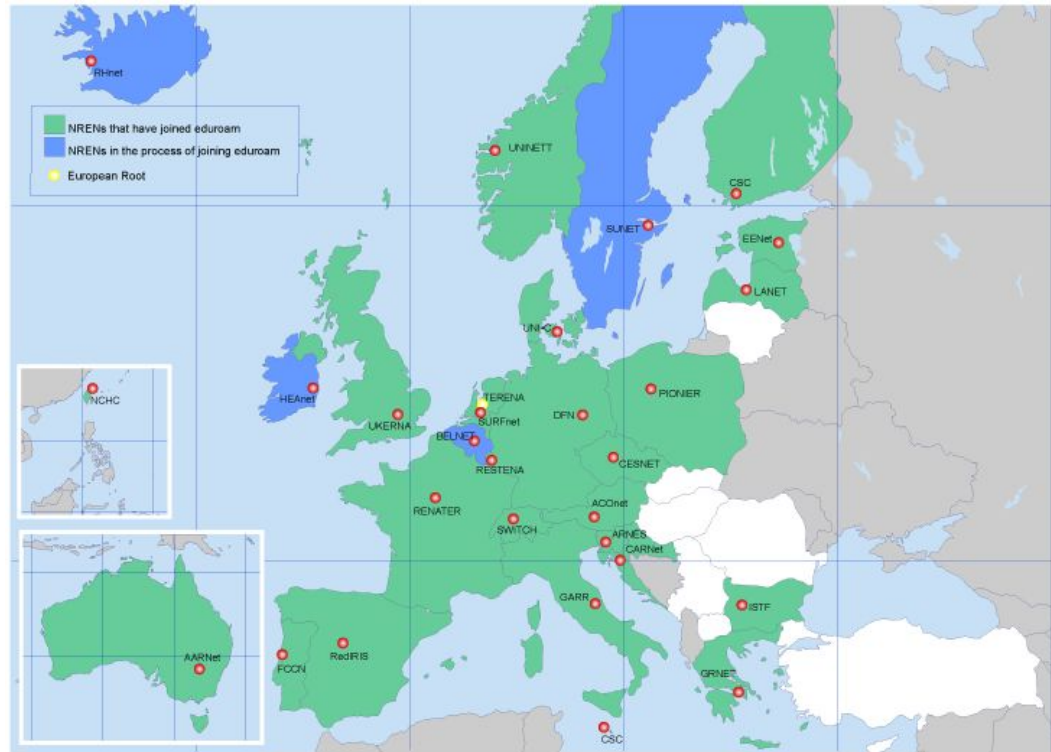 RHnet
NRENs that have joined eduroam
NRENs in the process of joining eduroam
European Root
UNINETT
CSC
SUNET
EENet
LANET
UNI-C
HEAnet
NCHC
TERENA
PIONIER
SURFnet
DFN
UKERNA
BELNET
CESNET
RESTENA
RENATER
ACOnet
SWITCH
ARNES
CARNet
GARR
ISTF
RedIRIS
FCCN
AARNet
GRNET
CSC